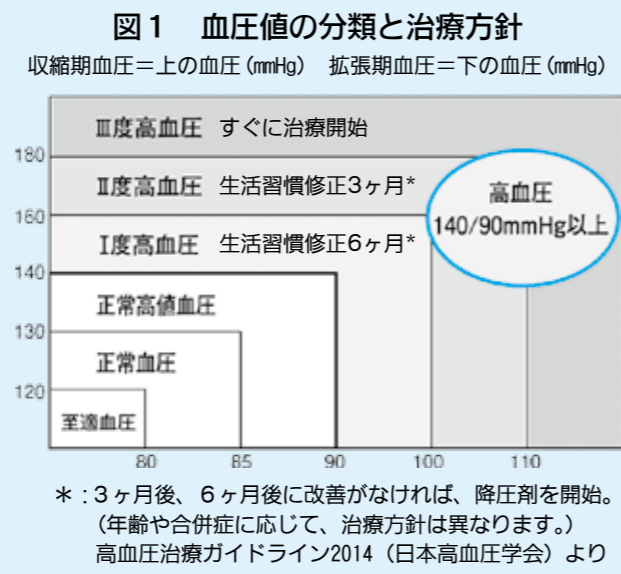 図1 血圧値の分類と治療方針
収縮期血圧＝上の血圧(㎜Hg) 拡張期血圧＝下の血圧(㎜Hg)
Ⅲ度高血圧 すぐに治療開始
180
Ⅱ度高血圧 生活習慣修正3ヶ月*
高血圧
140/90mmHg以上
160
Ⅰ度高血圧 生活習慣修正6ヶ月*
140
正常高値血圧
130
正常血圧
120
至適血圧
80 85 90 100 110
＊：3ヶ月後、6ヶ月後に改善がなければ、降圧剤を開始。
（年齢や合併症に応じて、治療方針は異なります。）
高血圧治療ガイドライン2014（日本高血圧学会）より